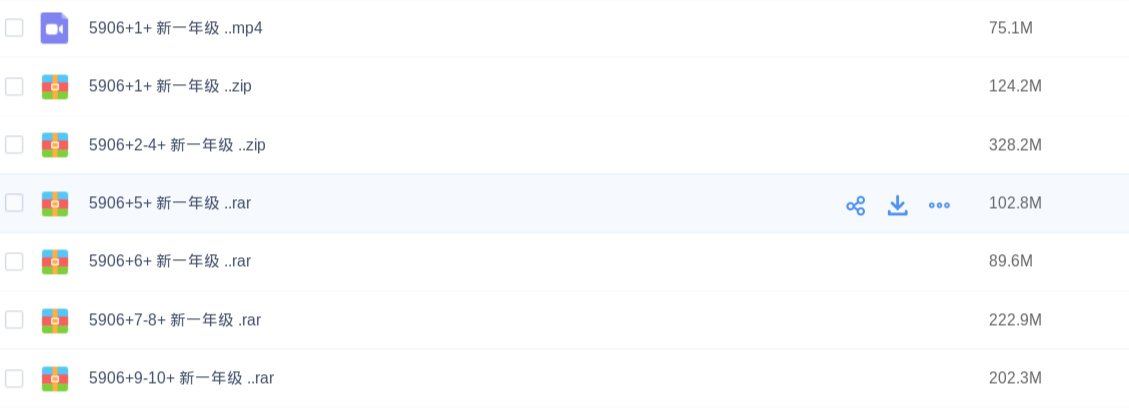 5906+1+ 新一年级 ..mp4 75.1M
5906+1+ 新一年级 ..zip 124.2M
5906+2-4+ 新一年级 ..zip 328.2M
5906+5+ 新一年级 ..rar 102.8M
5906+6+ 新一年级 ..rar 89.6M
5906+7-8+ 新一年级 .rar 222.9M
5906+9-10+ 新一年级 ..rar 202.3M